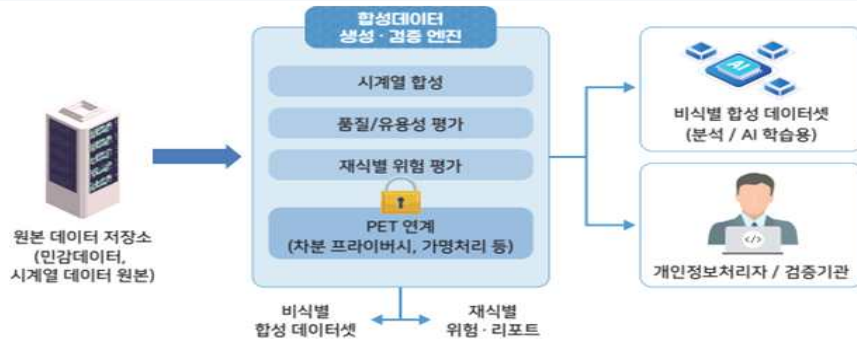 합성데이터
생성 · 검증 엔진
시계열 합성
품질/유용성 평가
재식별 위험 평가
PET 연계
(차분 프라이버시, 가명처리 등)
원본 데이터 저장소
(민감데이터,
시계열 데이터 원본)
AI
비식별 합성 데이터셋
(분석 / AI 학습용)
</>
개인정보처리자 / 검증기관
비식별
합성 데이터셋
재식별
위험 · 리포트